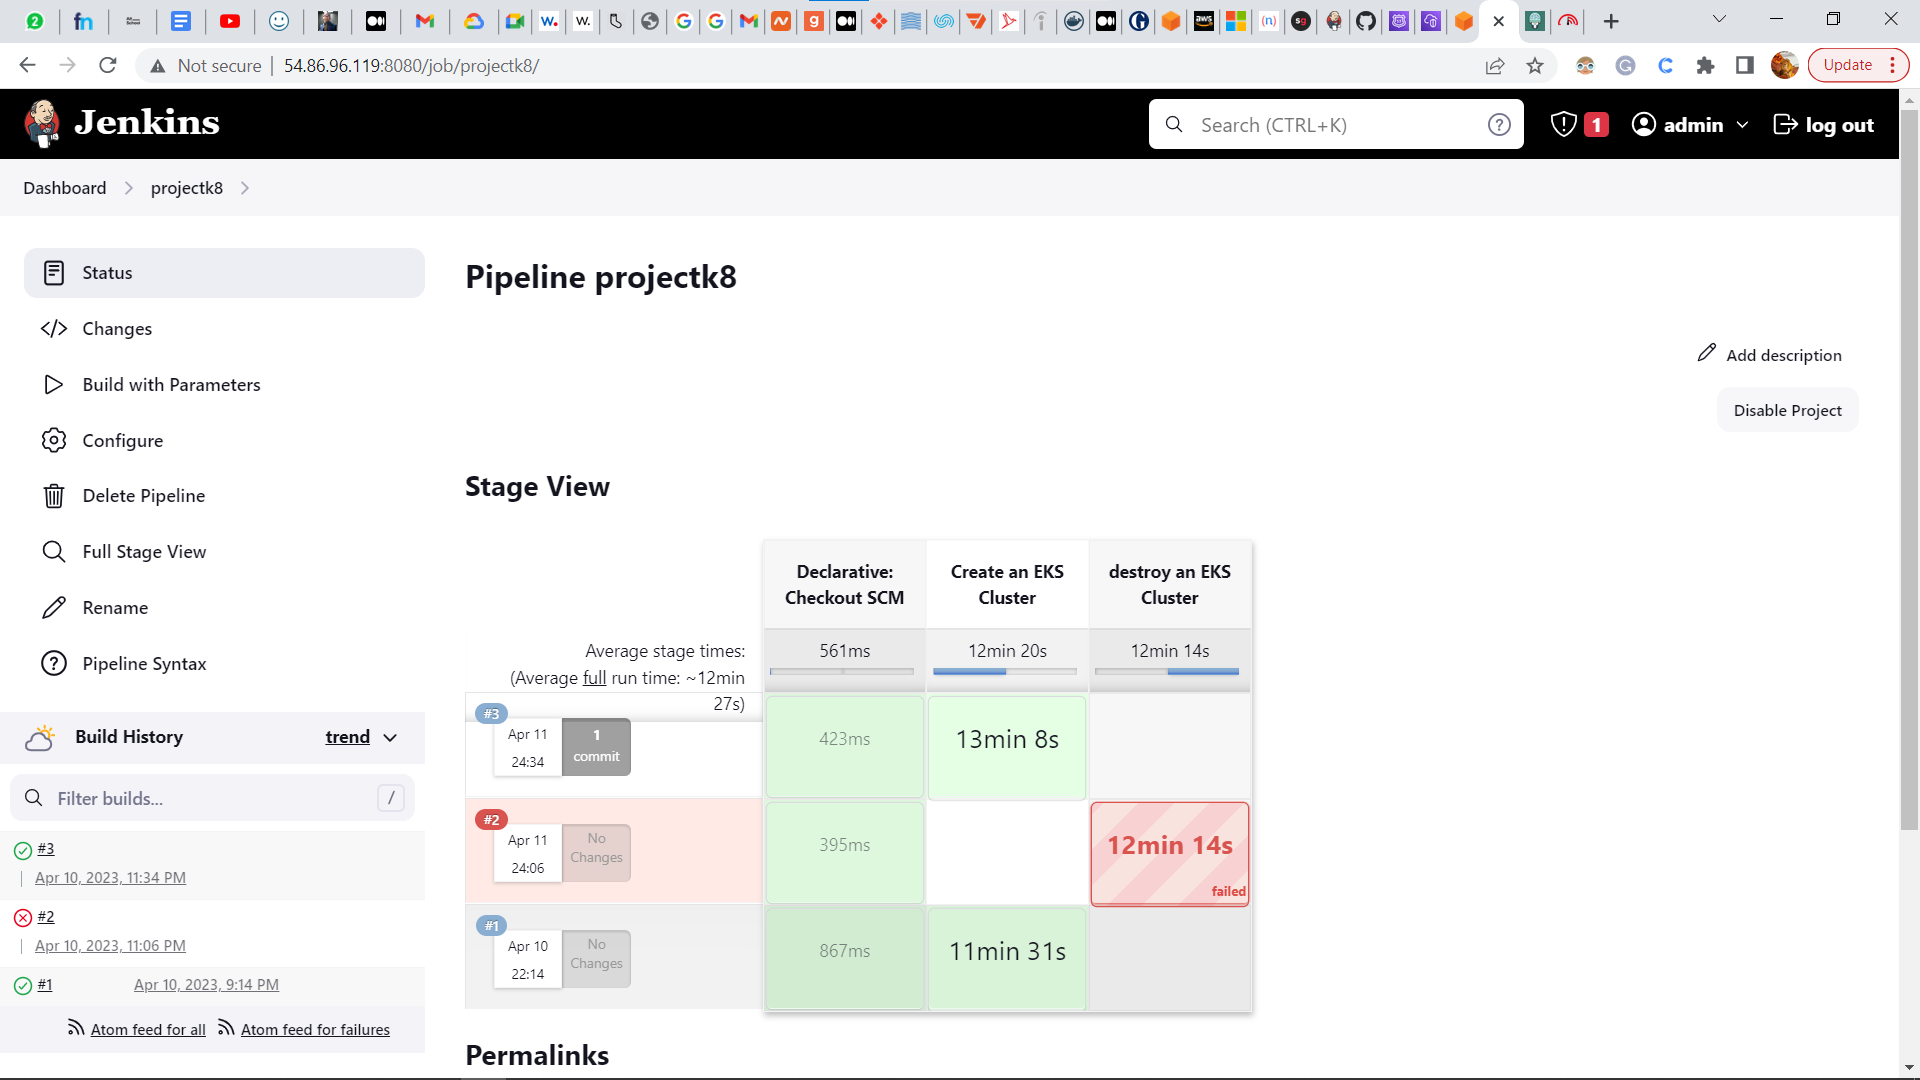 Not secure
54.86.96.119:8080/job/projectk8/
Update
Jenkins
Search (CTRL+K)
1
admin
log out
Dashboard
projectk8
Status
Changes
Build with Parameters
Configure
Delete Pipeline
Full Stage View
Rename
Pipeline Syntax
Build History
trend
Filter builds...
/
#3
Apr 10, 2023, 11:34 PM
#2
Apr 10, 2023, 11:06 PM
#1
Apr 10, 2023, 9:14 PM
Atom feed for all
Atom feed for failures
Pipeline projectk8
Add description
Disable Project
Stage View
Declarative:
Checkout SCM
Create an EKS
Cluster
destroy an EKS
Cluster
Average stage times:
(Average full run time: ~12min
27s)
561ms
12min 20s
12min 14s
#3
Apr 11
24:34
1
commit
423ms
13min 8s
#2
Apr 11
24:06
No
Changes
395ms
12min 14s
failed
#1
Apr 10
22:14
No
Changes
867ms
11min 31s
Permalinks